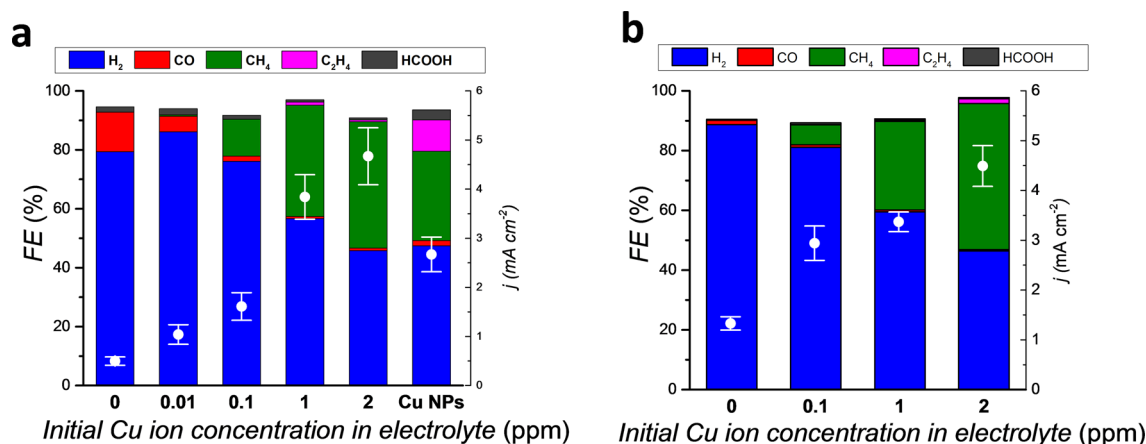 a
H₂ CO CH₄ C₂H₄ HCOOH
100
80
60
40
20
0
FE (%)
6
5
4
3
2
1
0
j (mA cm⁻²)
0 0.01 0.1 1 2 Cu NPs
Initial Cu ion concentration in electrolyte (ppm)
b
H₂ CO CH₄ C₂H₄ HCOOH
100
80
60
40
20
0
FE (%)
6
5
4
3
2
1
0
j (mA cm⁻²)
0 0.1 1 2
Initial Cu ion concentration in electrolyte (ppm)